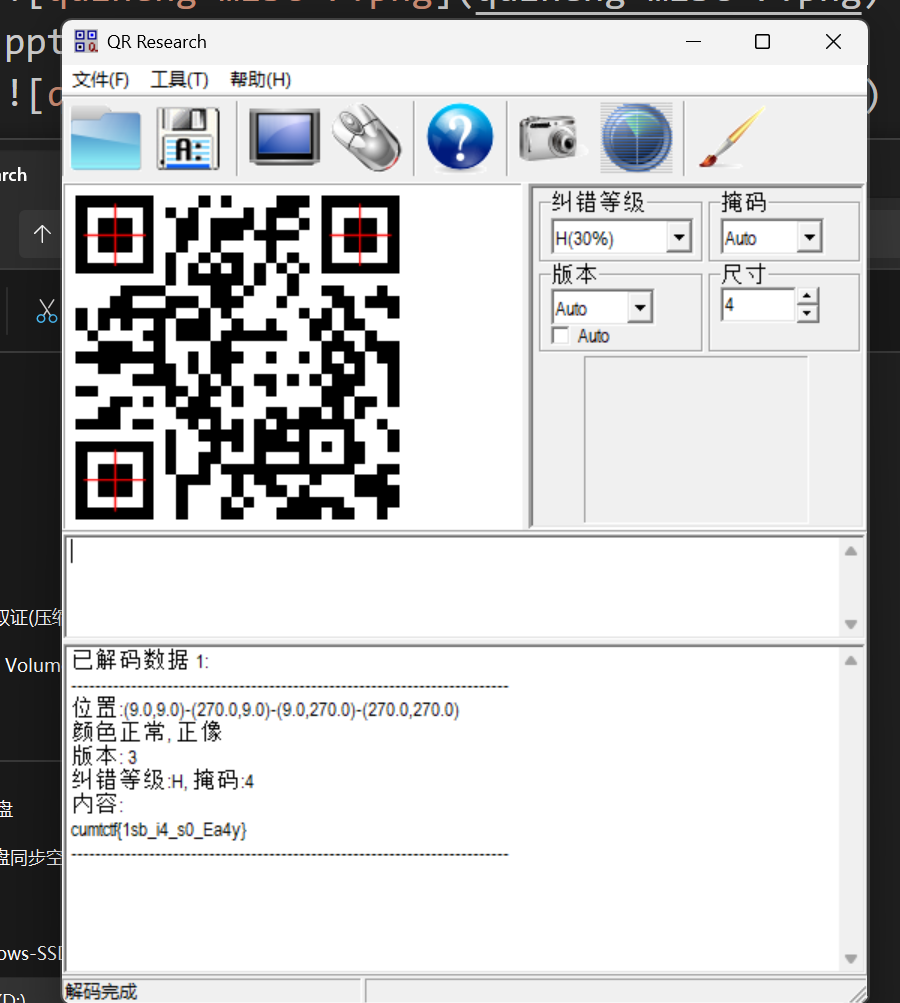 ppt
![
)
QR Research
文件(F) 工具(T) 帮助(H)
rch
A:
纠错等级
掩码
H(30%)
Auto
版本
尺寸
Auto
4
Auto
Volum
已解码数据 1:
--------------------------------------------------------------------------
位置:(9.0,9.0)-(270.0,9.0)-(9.0,270.0)-(270.0,270.0)
颜色正常, 正像
版本: 3
纠错等级:H, 掩码:4
内容:
cumtctf{1sb_i4_s0_Ea4y}
--------------------------------------------------------------------------
盘
盘同步空
ows-SSD
(D:)
解码完成